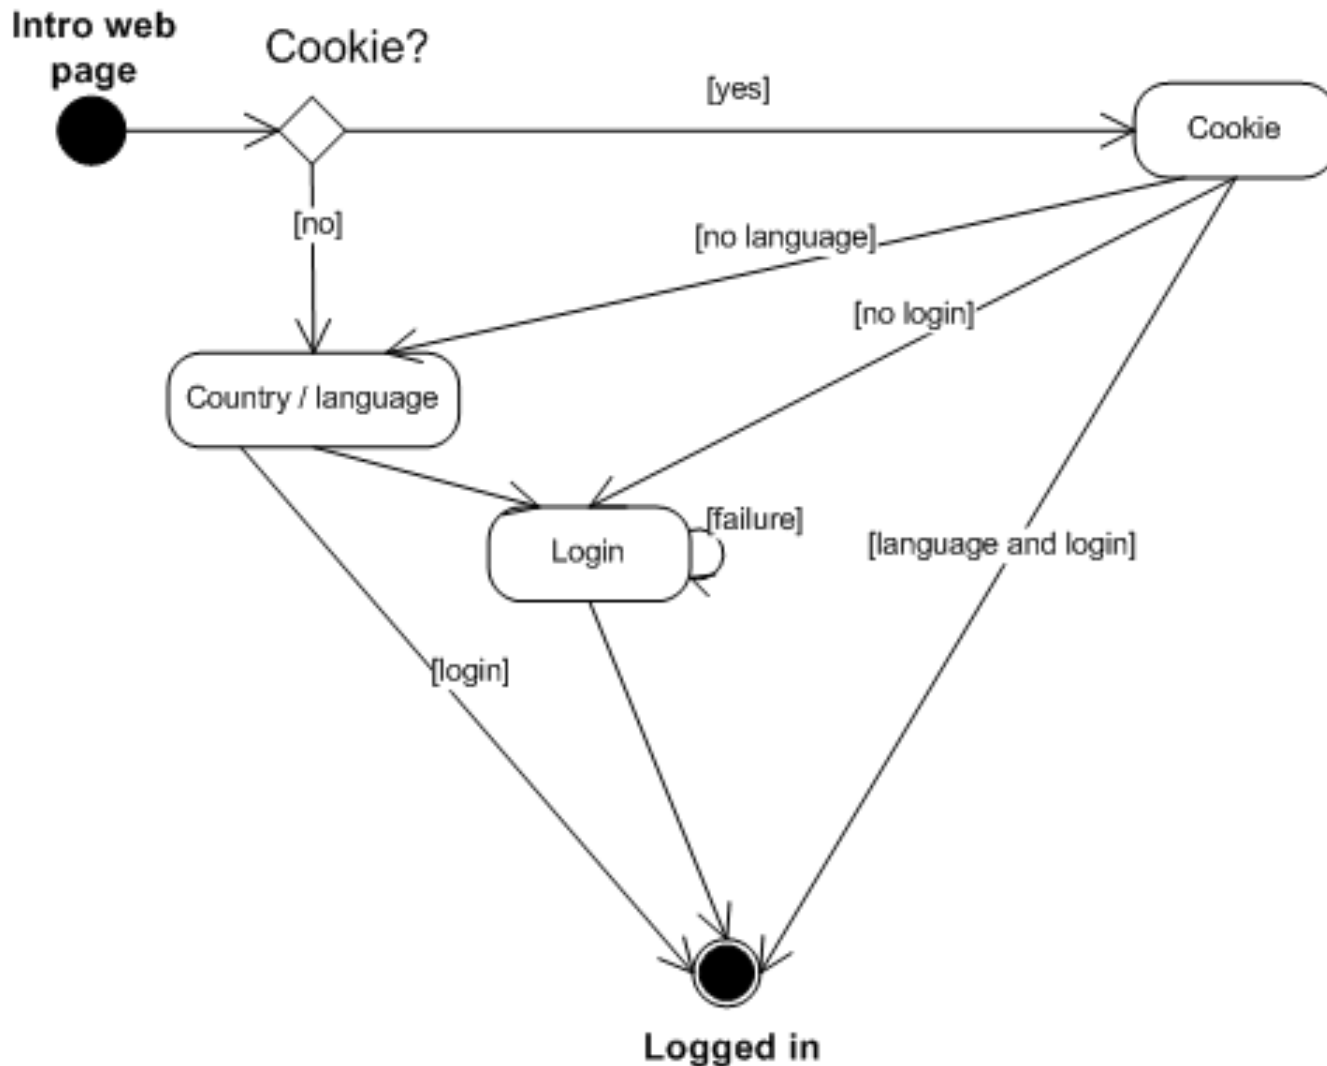 Intro web
page
Cookie?
[yes]
Cookie
[no]
[no language]
[no login]
Country / language
[failure]
Login
[language and login]
[login]
Logged in